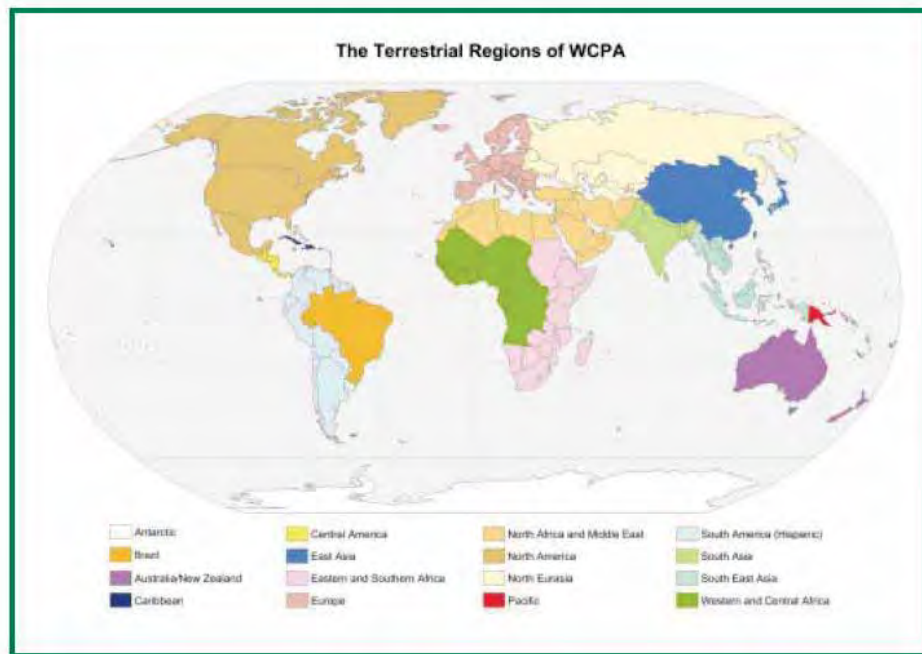 The Terrestrial Regions of WCPA
Antarctic
Brazil
Australia/New Zealand
Caribbean
Central America
East Asia
Eastern and Southern Africa
Europe
North Africa and Middle East
North America
North Eurasia
Pacific
South America (Hispanic)
South Asia
South East Asia
Western and Central Africa